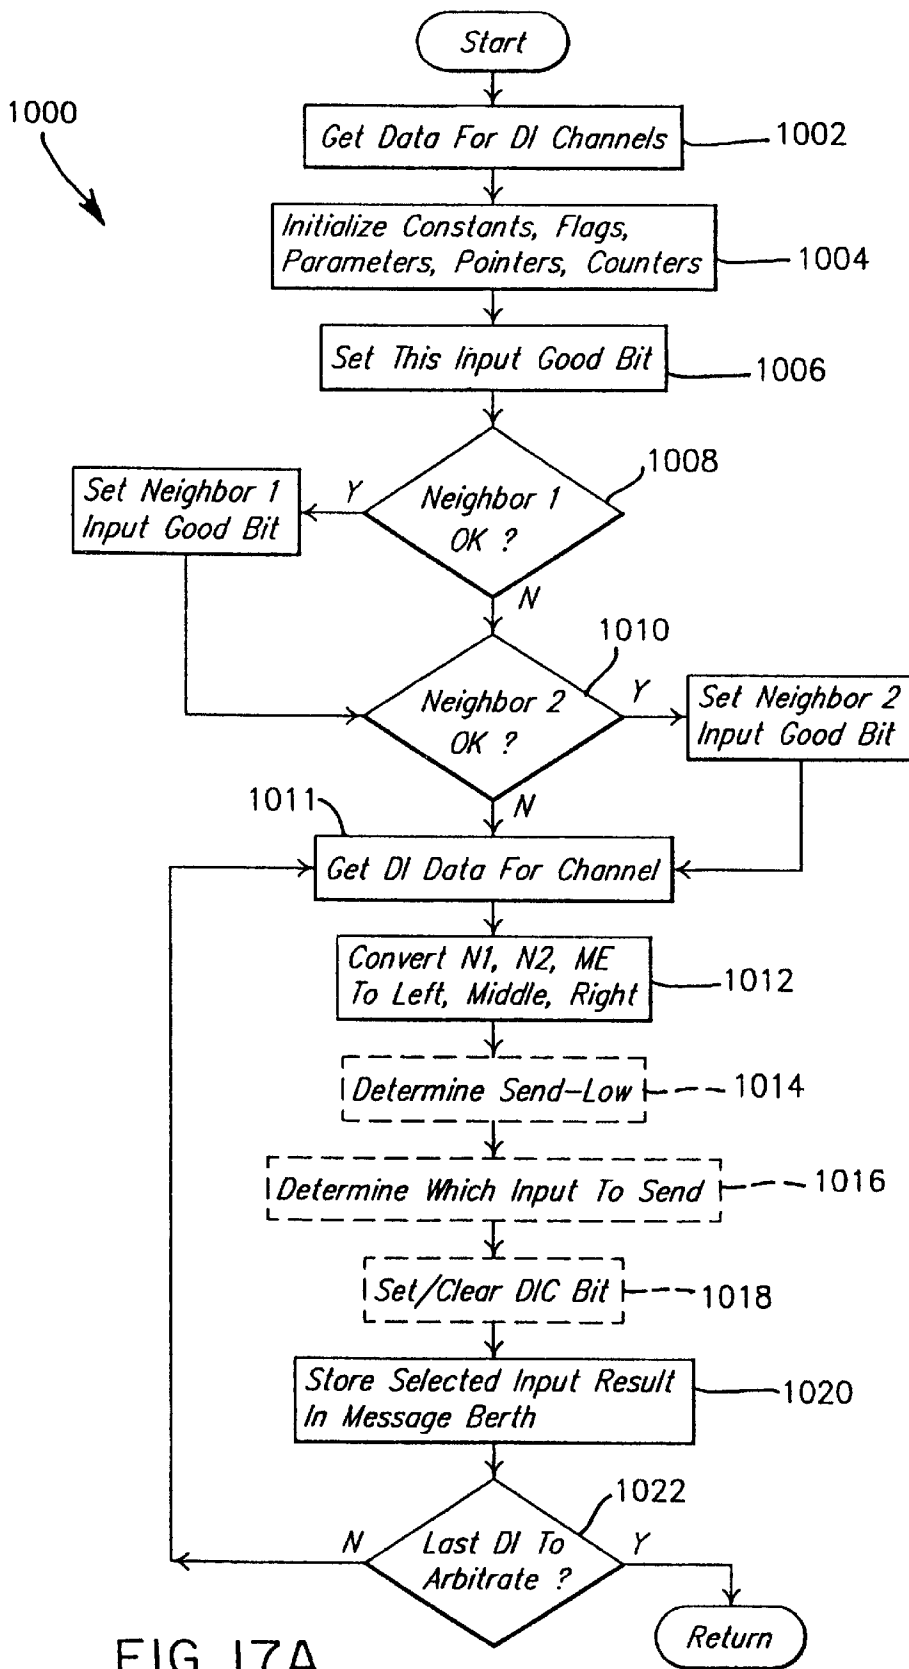 Start
1000
Get Data For DI Channels
1002
Initialize Constants, Flags,
Parameters, Pointers, Counters
1004
Set This Input Good Bit
1006
Neighbor 1
OK ?
1008
Y
N
Set Neighbor 1
Input Good Bit
Neighbor 2
OK ?
1010
Y
N
Set Neighbor 2
Input Good Bit
1011
Get DI Data For Channel
Convert N1, N2, ME
To Left, Middle, Right
1012
Determine Send-Low
1014
Determine Which Input To Send
1016
Set/Clear DIC Bit
1018
Store Selected Input Result
In Message Berth
1020
Last DI To
Arbitrate ?
1022
N
Y
Return
FIG. 17A